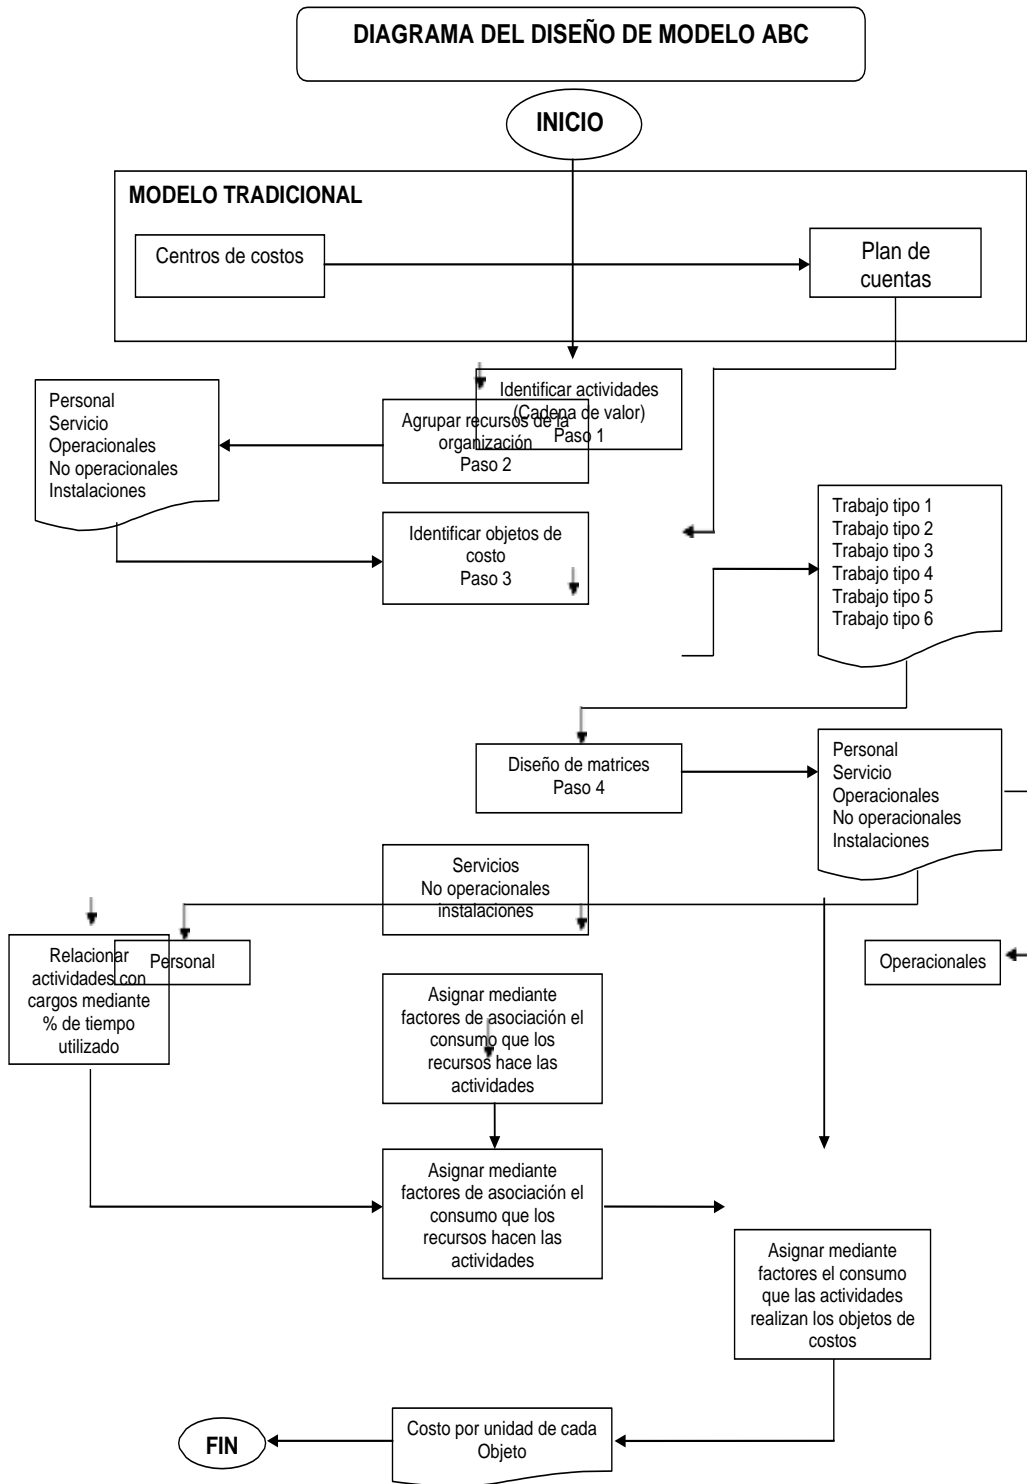 DIAGRAMA DEL DISEÑO DE MODELO ABC
INICIO
MODELO TRADICIONAL
Centros de costos
Plan de
cuentas
Identificar actividades
(Cadena de valor)
Paso 1
Personal
Servicio
Operacionales
No operacionales
Instalaciones
Agrupar recursos de la
organización
Paso 2
Identificar objetos de
costo
Paso 3
Trabajo tipo 1
Trabajo tipo 2
Trabajo tipo 3
Trabajo tipo 4
Trabajo tipo 5
Trabajo tipo 6
Diseño de matrices
Paso 4
Personal
Servicio
Operacionales
No operacionales
Instalaciones
Servicios
No operacionales
instalaciones
Relacionar
actividades con
cargos mediante
% de tiempo
utilizado
Personal
Operacionales
Asignar mediante
factores de asociación el
consumo que los
recursos hace las
actividades
Asignar mediante
factores de asociación el
consumo que los
recursos hacen las
actividades
Asignar mediante
factores el consumo
que las actividades
realizan los objetos de
costos
Costo por unidad de cada
Objeto
FIN